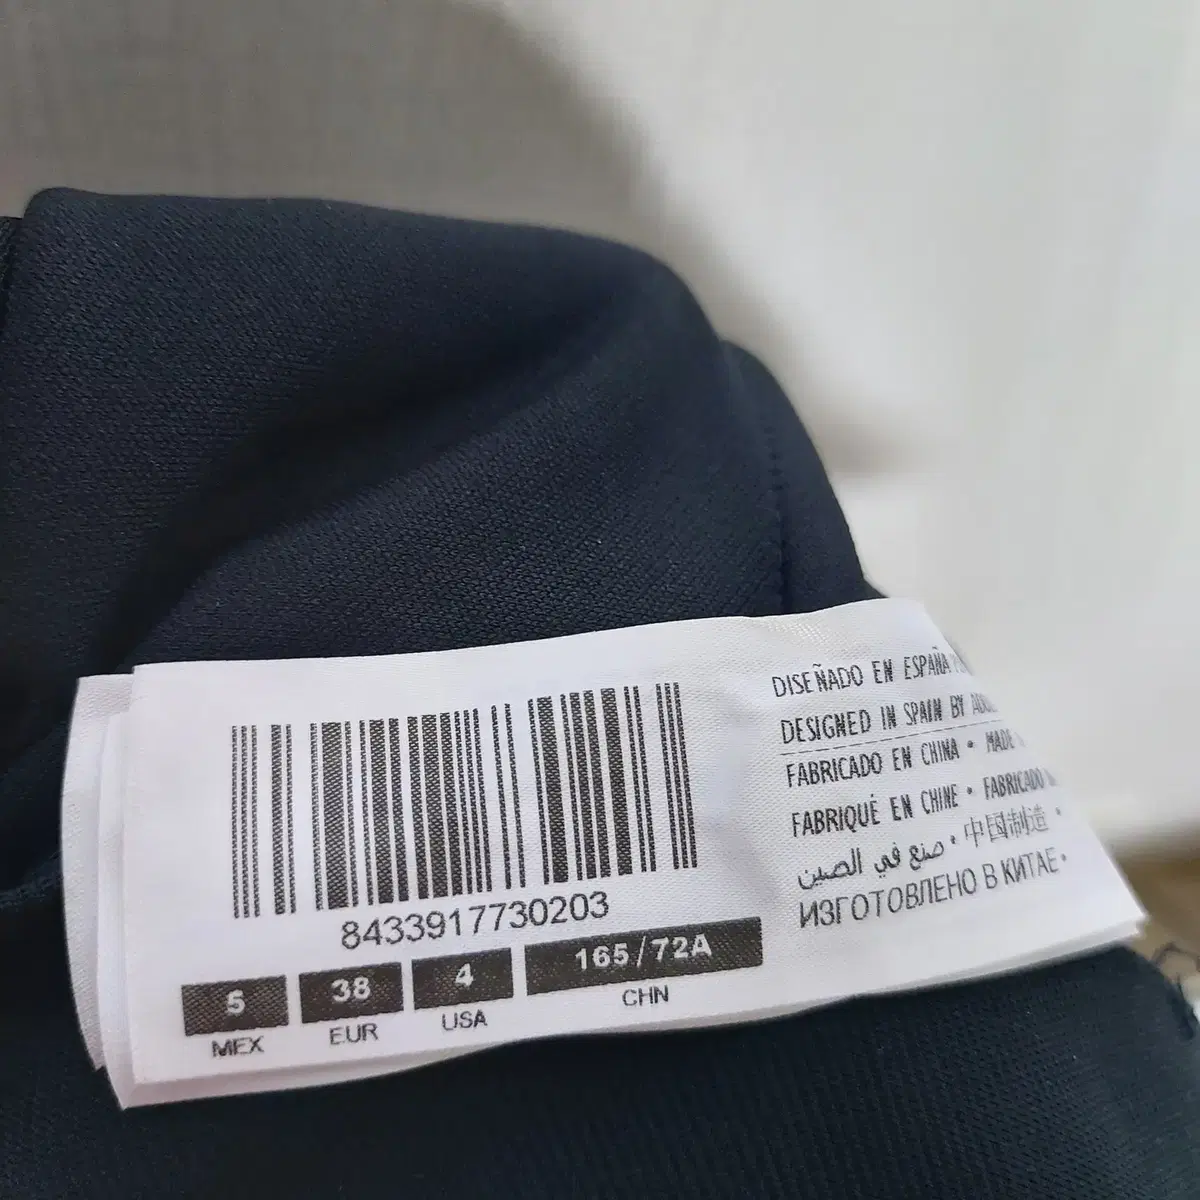 8433917730203
5 38 4 165/72A
MEX EUR USA CHN
DISEÑADO EN ESPAÑA
DESIGNED IN SPAIN BY
FABRICADO EN CHINA • MADE
FABRIQUÉ EN CHINE • FABRICADO
صنع في الصين • 中国制造 •
ИЗГОТОВЛЕНО В КИТАЕ •